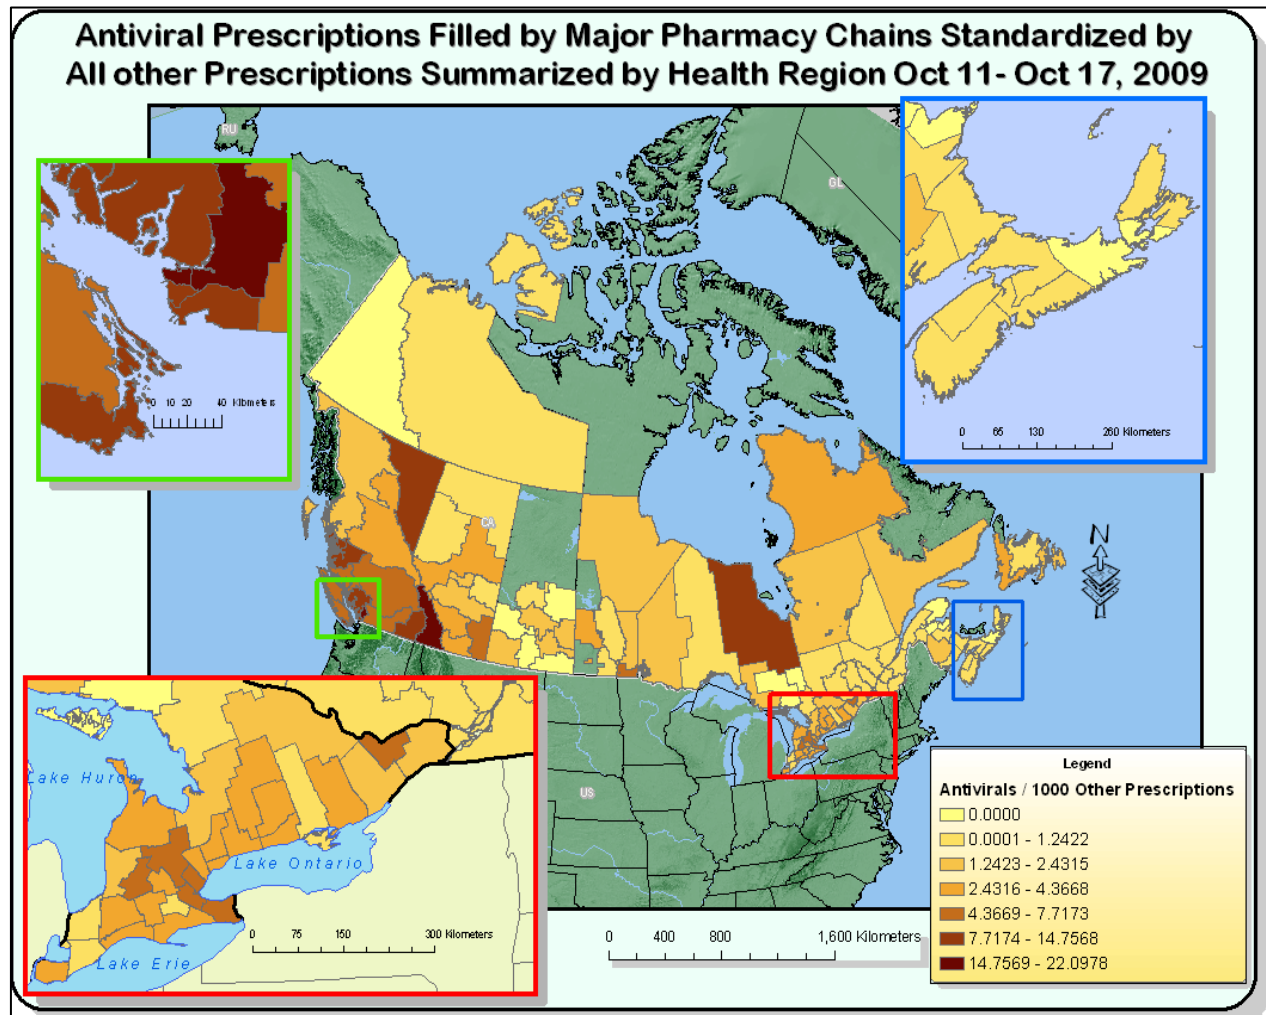 Antiviral Prescriptions Filled by Major Pharmacy Chains Standardized by
All other Prescriptions Summarized by Health Region Oct 11- Oct 17, 2009
RU
GL
0 10 20 40 Kilometers
0 65 130 260 Kilometers
CA
N
US
Lake Huron
Lake Ontario
Lake Erie
0 75 150 300 Kilometers
0 400 800 1,600 Kilometers
Legend
Antivirals / 1000 Other Prescriptions
0.0000
0.0001 - 1.2422
1.2423 - 2.4315
2.4316 - 4.3668
4.3669 - 7.7173
7.7174 - 14.7568
14.7569 - 22.0978